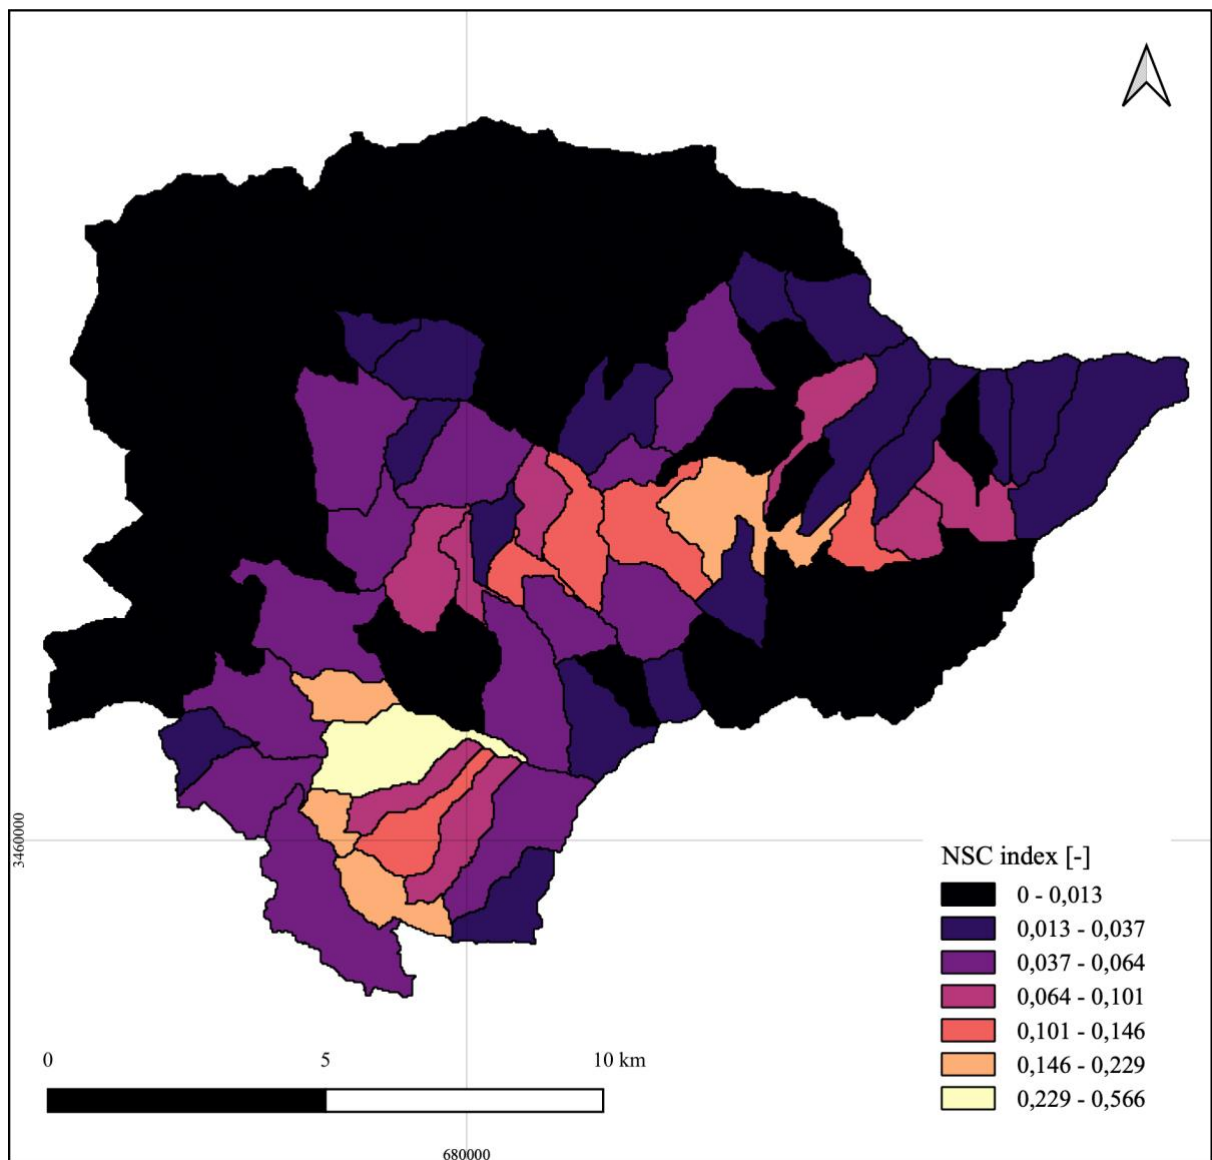 3460000
NSC index [-]
0 - 0,013
0,013 - 0,037
0,037 - 0,064
0,064 - 0,101
0,101 - 0,146
0,146 - 0,229
0,229 - 0,566
0 5 10 km
680000